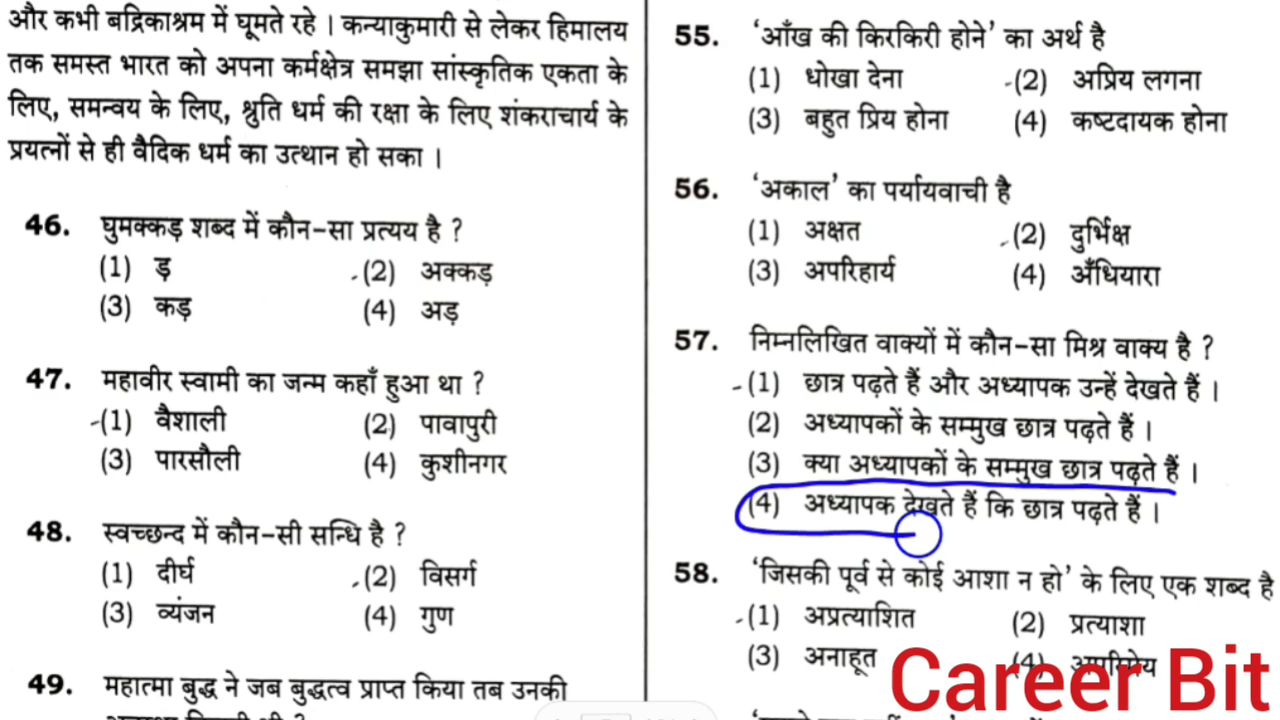 और कभी बद्रिकाश्रम में घूमते रहे । कन्याकुमारी से लेकर हिमालय
तक समस्त भारत को अपना कर्मक्षेत्र समझा सांस्कृतिक एकता के
लिए, समन्वय के लिए, श्रुति धर्म की रक्षा के लिए शंकराचार्य के
प्रयत्नों से ही वैदिक धर्म का उत्थान हो सका ।
46. घुमक्कड़ शब्द में कौन-सा प्रत्यय है ?
(1) ड़ (2) अक्कड़
(3) कड़ (4) अड़
47. महावीर स्वामी का जन्म कहाँ हुआ था ?
(1) वैशाली (2) पावापुरी
(3) पारसौली (4) कुशीनगर
48. स्वच्छन्द में कौन-सी सन्धि है ?
(1) दीर्घ (2) विसर्ग
(3) व्यंजन (4) गुण
49. महात्मा बुद्ध ने जब बुद्धत्व प्राप्त किया तब उनकी
55. ‘आँख की किरकिरी होने’ का अर्थ है
(1) धोखा देना (2) अप्रिय लगना
(3) बहुत प्रिय होना (4) कष्टदायक होना
56. ‘अकाल’ का पर्यायवाची है
(1) अक्षत (2) दुर्भिक्ष
(3) अपरिहार्य (4) अँधियारा
57. निम्नलिखित वाक्यों में कौन-सा मिश्र वाक्य है ?
(1) छात्र पढ़ते हैं और अध्यापक उन्हें देखते हैं ।
(2) अध्यापकों के सम्मुख छात्र पढ़ते हैं ।
(3) क्या अध्यापकों के सम्मुख छात्र पढ़ते हैं ।
(4) अध्यापक देखते हैं कि छात्र पढ़ते हैं ।
58. ‘जिसकी पूर्व से कोई आशा न हो’ के लिए एक शब्द है
(1) अप्रत्याशित (2) प्रत्याशा
(3) अनाहूत (4)
Career Bit